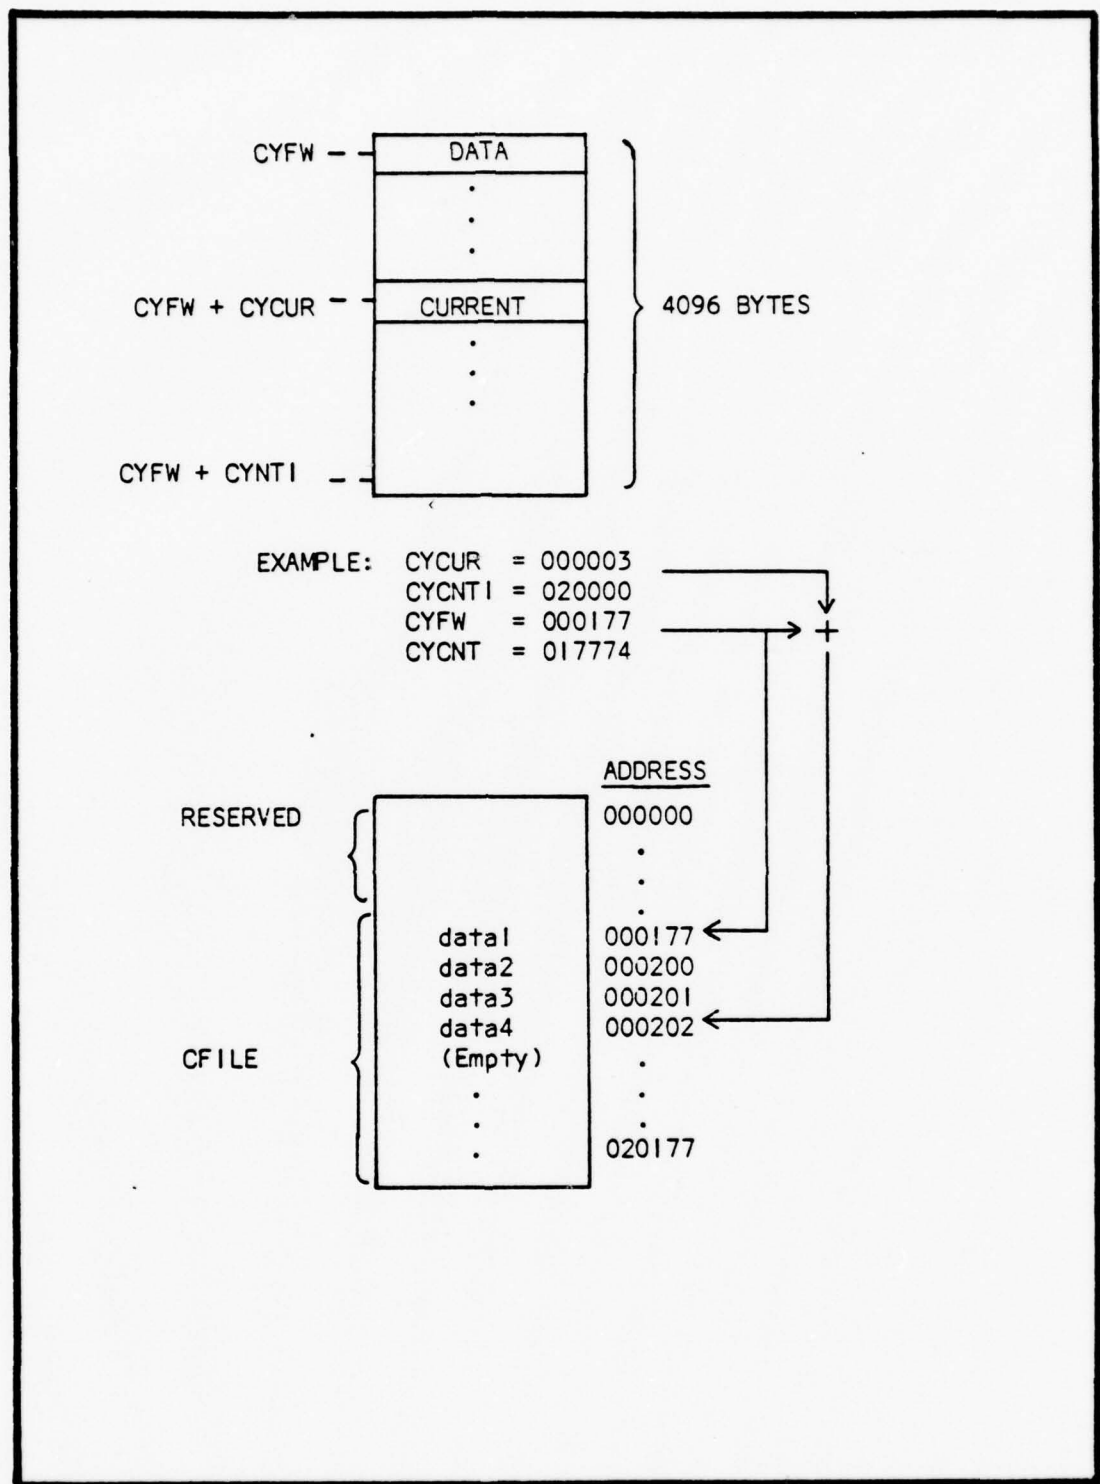 CYFW
DATA
CYFW + CYCUR
CURRENT
4096 BYTES
CYFW + CYNTI
EXAMPLE: CYCUR = 000003
CYCNTI = 020000
CYFW = 000177
CYCNT = 017774
+
ADDRESS
RESERVED
000000
data1 000177
data2 000200
data3 000201
data4 000202
CFILE
(Empty)
020177